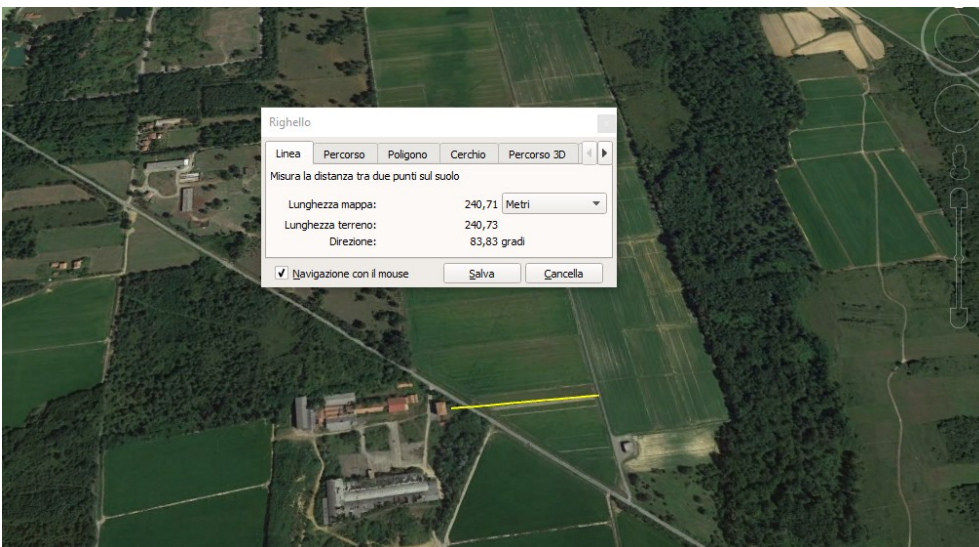 Righello
Linea Percorso Poligono Cerchio Percorso 3D
Misura la distanza tra due punti sul suolo
Lunghezza mappa: 240,71 Metri
Lunghezza terreno: 240,73
Direzione: 83,83 gradi
Navigazione con il mouse Salva Cancella